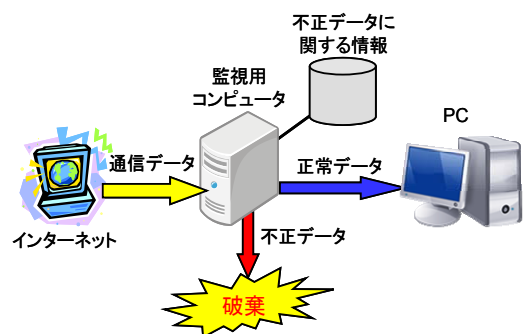 不正データに
関する情報
監視用
コンピュータ
PC
通信データ
正常データ
インターネット
不正データ
破棄